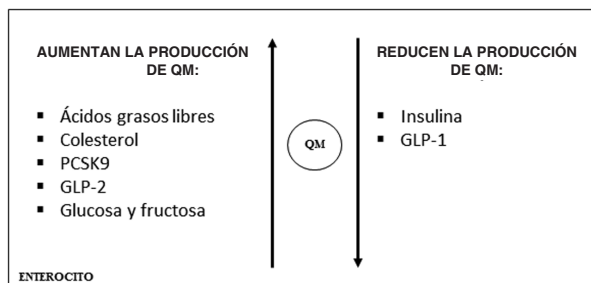 AUMENTAN LA PRODUCCIÓN
DE QM:
▪ Ácidos grasos libres
▪ Colesterol
▪ PCSK9
▪ GLP-2
▪ Glucosa y fructosa
QM
REDUCEN LA PRODUCCIÓN
DE QM:
▪ Insulina
▪ GLP-1
ENTEROCITO